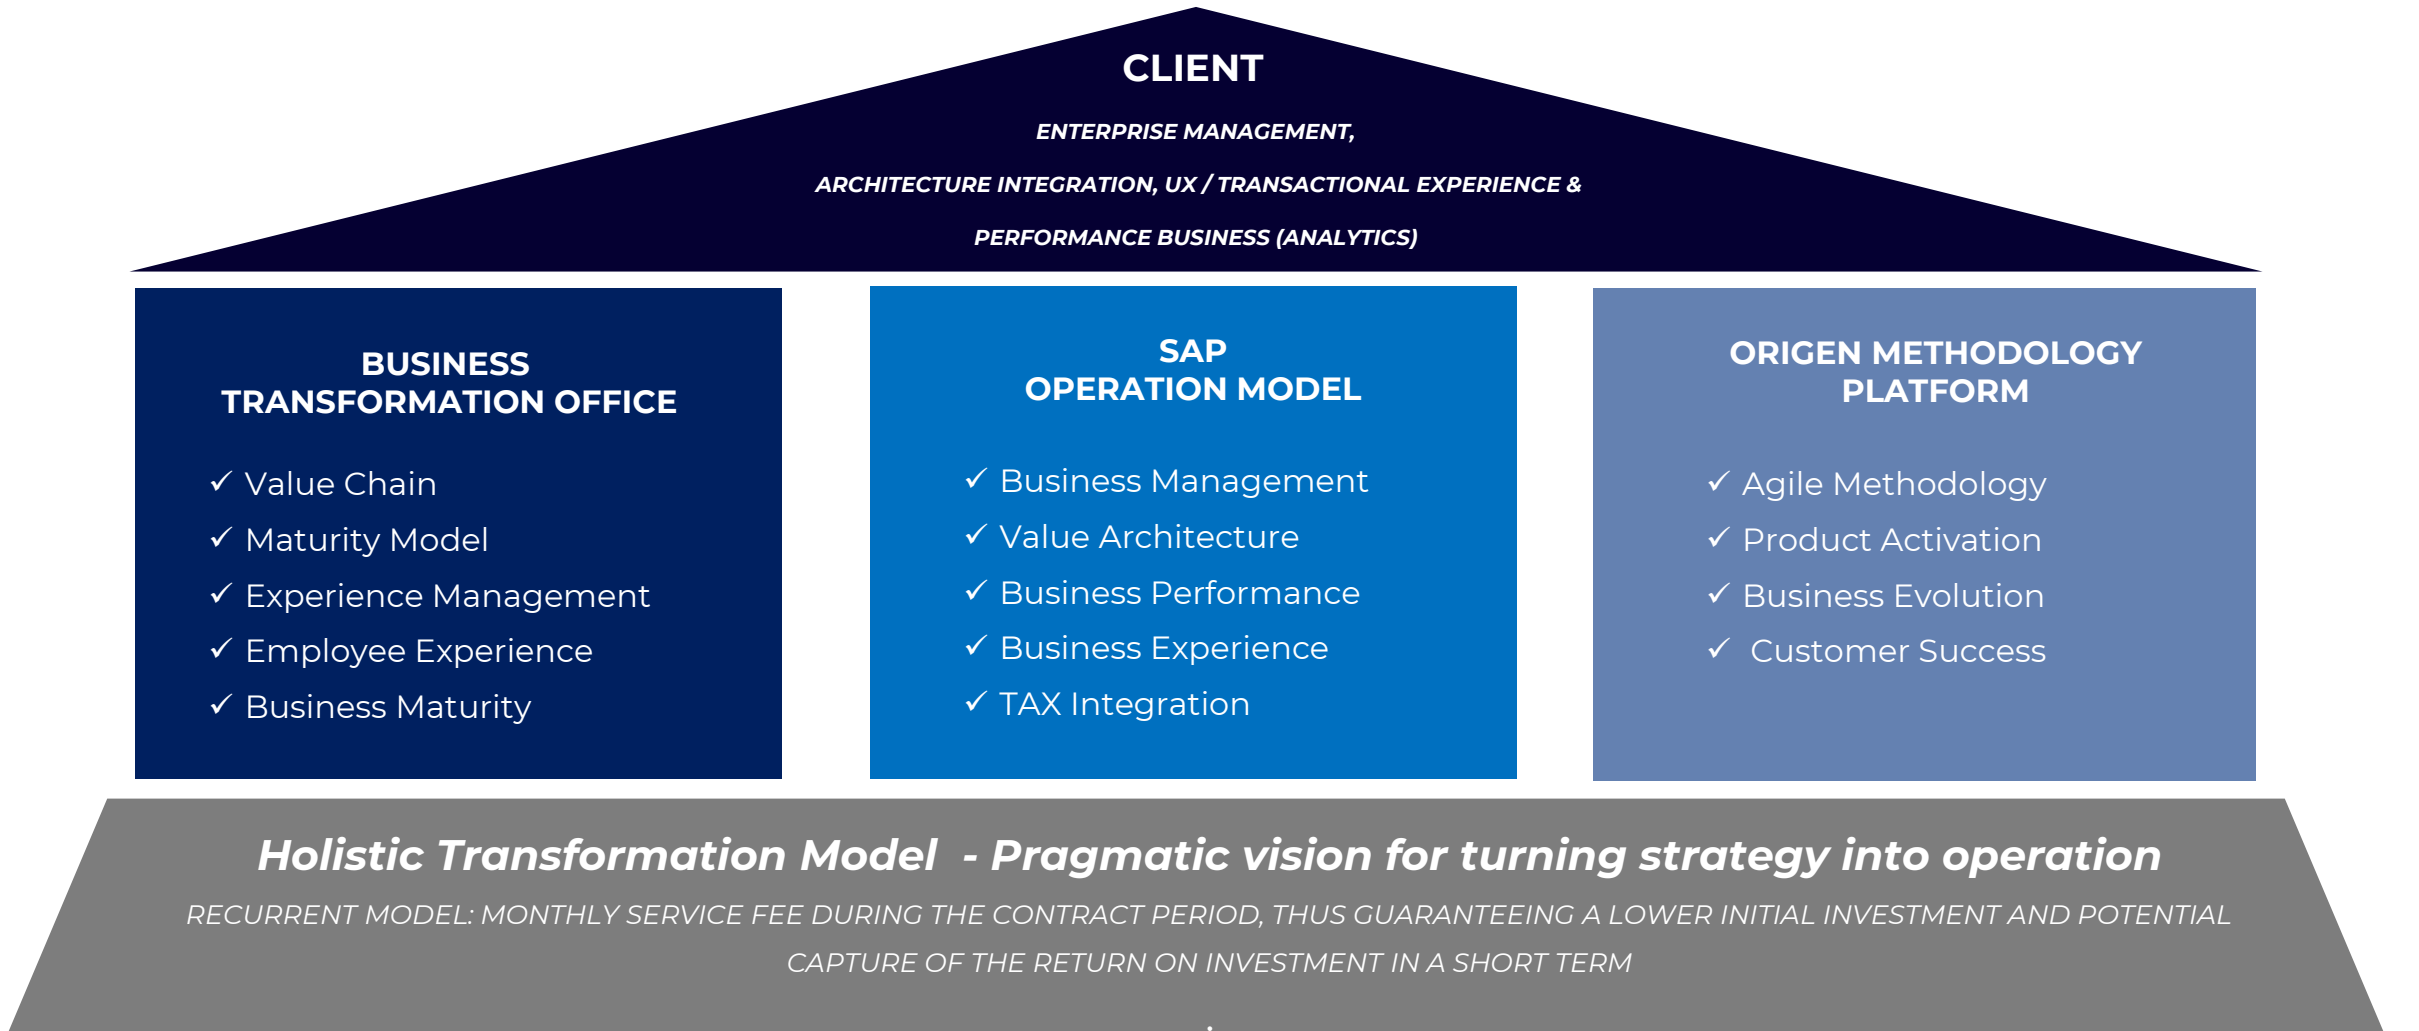 CLIENT
ENTERPRISE MANAGEMENT,
ARCHITECTURE INTEGRATION, UX / TRANSACTIONAL EXPERIENCE &
PERFORMANCE BUSINESS (ANALYTICS)
BUSINESS
TRANSFORMATION OFFICE
✓ Value Chain
✓ Maturity Model
✓ Experience Management
✓ Employee Experience
✓ Business Maturity
SAP
OPERATION MODEL
✓ Business Management
✓ Value Architecture
✓ Business Performance
✓ Business Experience
✓ TAX Integration
ORIGEN METHODOLOGY
PLATFORM
✓ Agile Methodology
✓ Product Activation
✓ Business Evolution
✓ Customer Success
Holistic Transformation Model - Pragmatic vision for turning strategy into operation
RECURRENT MODEL: MONTHLY SERVICE FEE DURING THE CONTRACT PERIOD, THUS GUARANTEEING A LOWER INITIAL INVESTMENT AND POTENTIAL
CAPTURE OF THE RETURN ON INVESTMENT IN A SHORT TERM